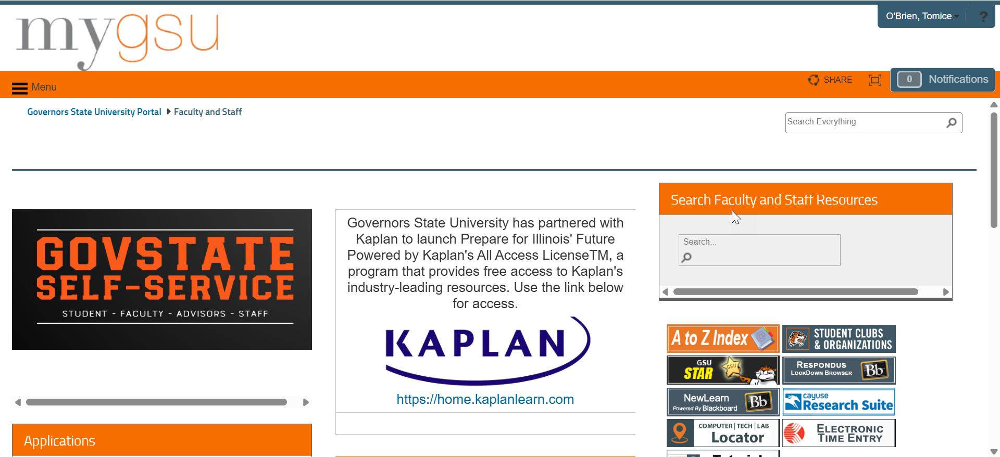 O'Brien, Tomice
?
mygsu
Menu
SHARE
0 Notifications
Governors State University Portal Faculty and Staff
Search Everything
GOVSTATE
SELF-SERVICE
STUDENT - FACULTY - ADVISORS - STAFF
Applications
Governors State University has partnered with
Kaplan to launch Prepare for Illinois' Future
Powered by Kaplan's All Access LicenseTM, a
program that provides free access to Kaplan's
industry-leading resources. Use the link below
for access.
KAPLAN
https://home.kaplanlearn.com
Search Faculty and Staff Resources
Search...
A to Z Index
STUDENT CLUBS
& ORGANIZATIONS
GSU
STAR
GSU
RESPONDUS
LOCKDOWN BROWSER
Bb
NewLearn
Powered By Blackboard
Bb
cayuse
Research Suite
COMPUTER | TECH | LAB
Locator
ELECTRONIC
TIME ENTRY